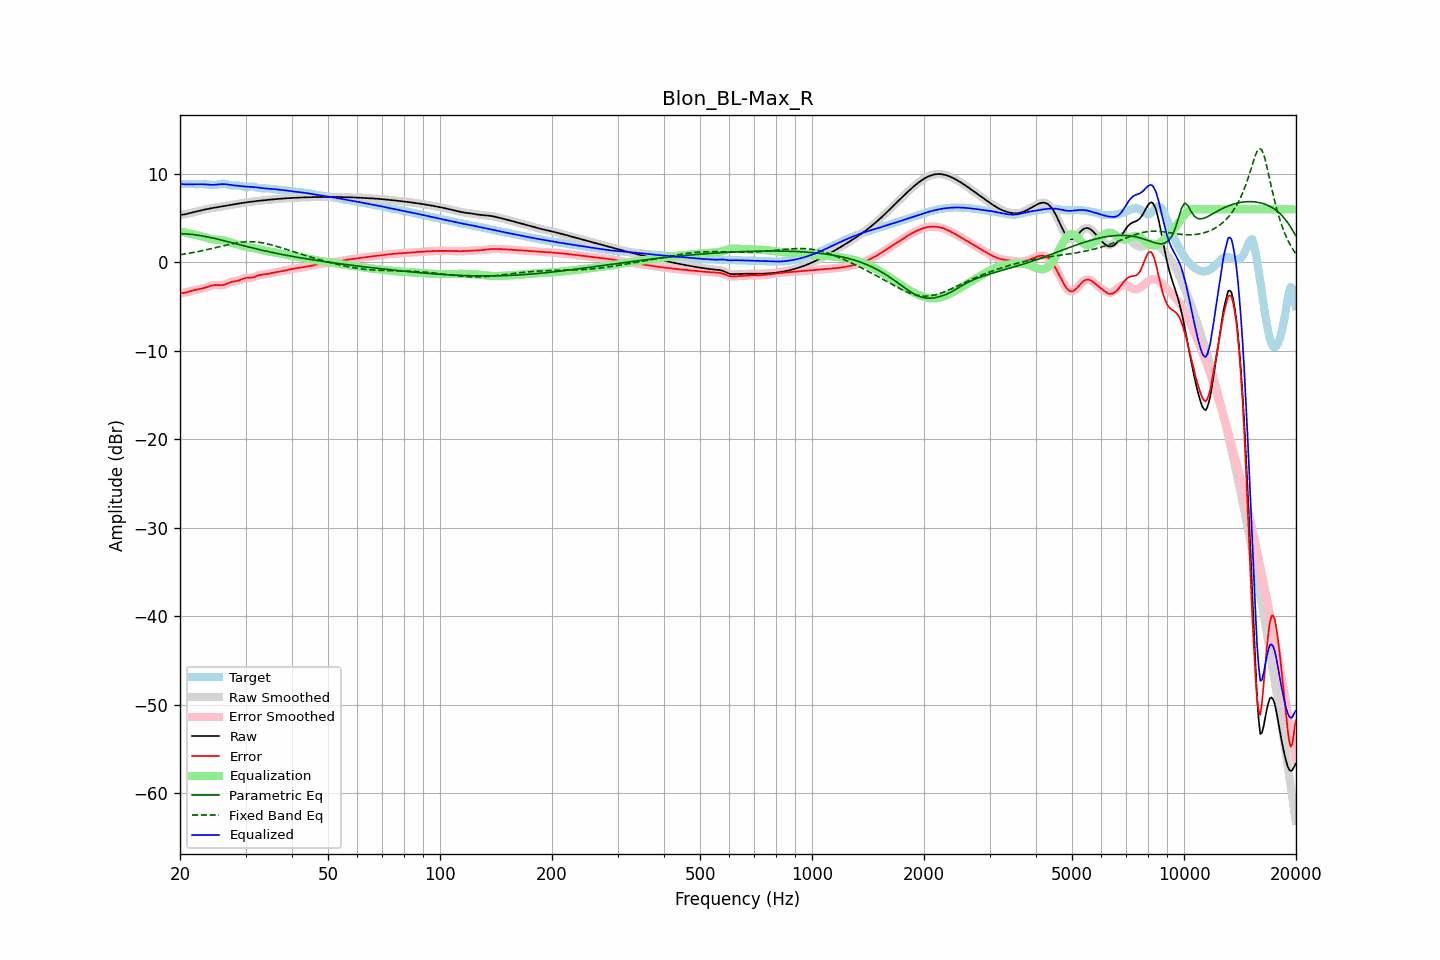 Blon_BL-Max_R
Amplitude (dBr)
10
0
−10
−20
−30
−40
−50
−60
Target
Raw Smoothed
Error Smoothed
Raw
Error
Equalization
Parametric Eq
Fixed Band Eq
Equalized
20 50 100 200 500 1000 2000 5000 10000 20000
Frequency (Hz)